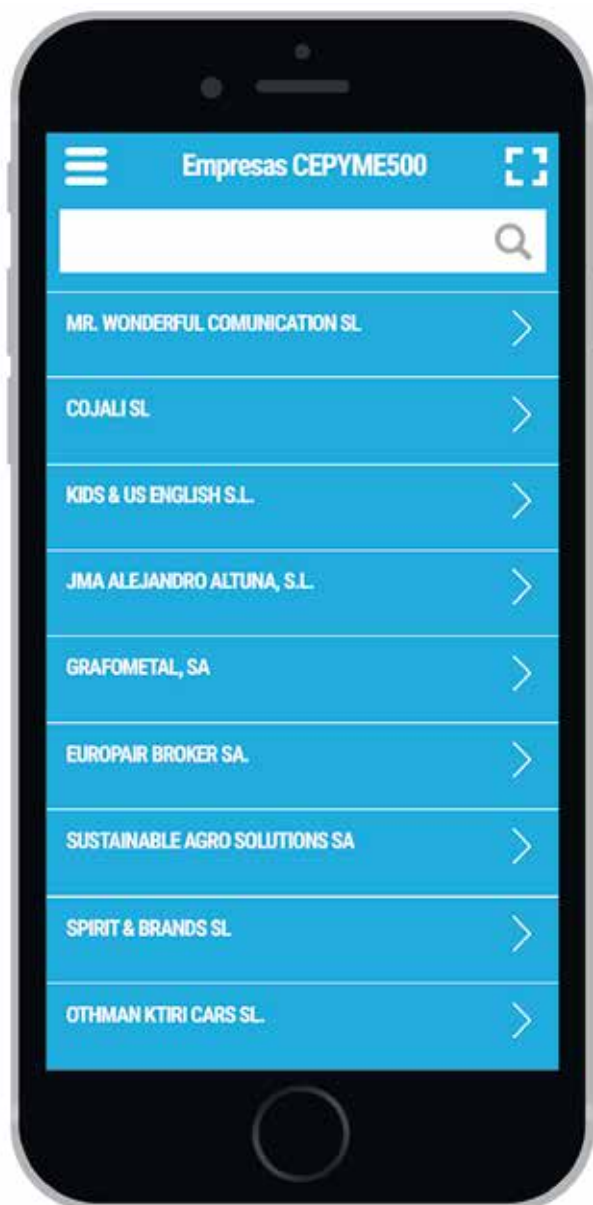 Empresas CEPYME500
MR. WONDERFUL COMUNICATION SL
COJALI SL
KIDS & US ENGLISH S.L.
JMA ALEJANDRO ALTUNA, S.L.
GRAFOMETAL, SA
EUROPAIR BROKER SA.
SUSTAINABLE AGRO SOLUTIONS SA
SPIRIT & BRANDS SL
OTHMAN KTIRI CARS SL.